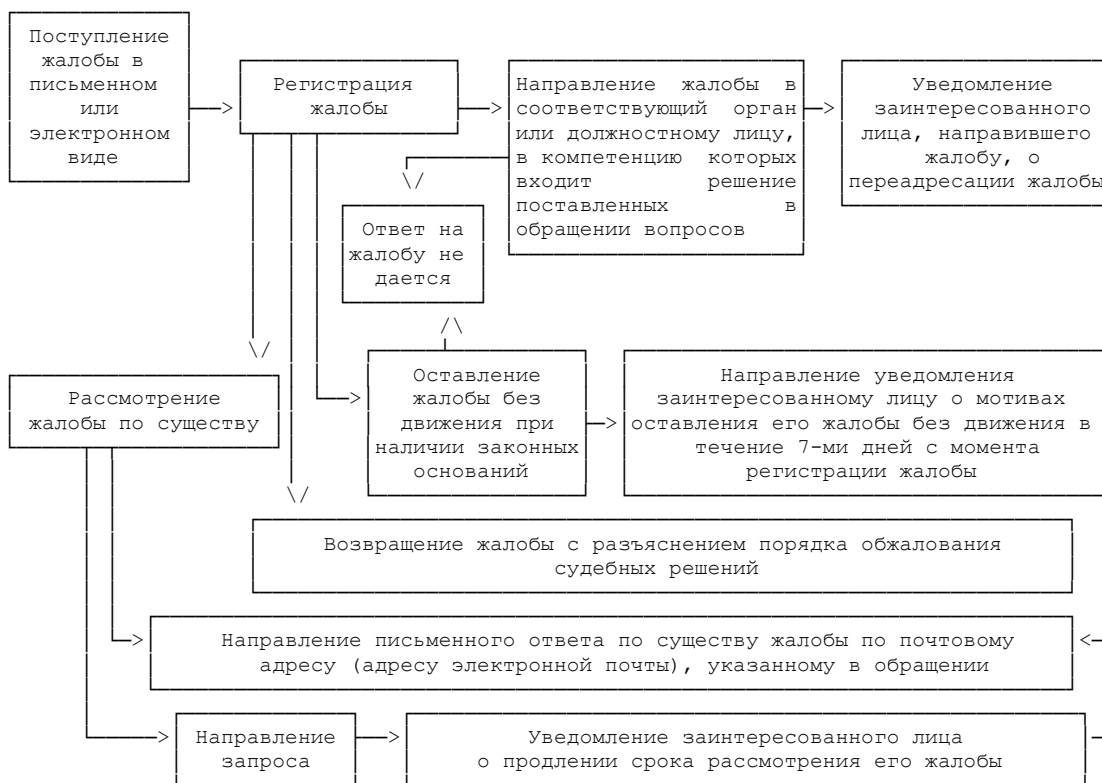 Поступление
жалобы в
письменном
или
электронном
виде
Регистрация
жалобы
Направление жалобы в
соответствующий орган
или должностному лицу,
в компетенцию которых
входит решение
поставленных в
обращении вопросов
Уведомление
заинтересованного
лица, направившего
жалобу, о
переадресации жалобы
Ответ на
жалобу не
дается
Рассмотрение
жалобы по существу
Оставление
жалобы без
движения при
наличии законных
оснований
Направление уведомления
заинтересованному лицу о мотивах
оставления его жалобы без движения в
течение 7-ми дней с момента
регистрации жалобы
Возвращение жалобы с разъяснением порядка обжалования
судебных решений
Направление письменного ответа по существу жалобы по почтовому
адресу (адресу электронной почты), указанному в обращении
Направление
запроса
Уведомление заинтересованного лица
о продлении срока рассмотрения его жалобы